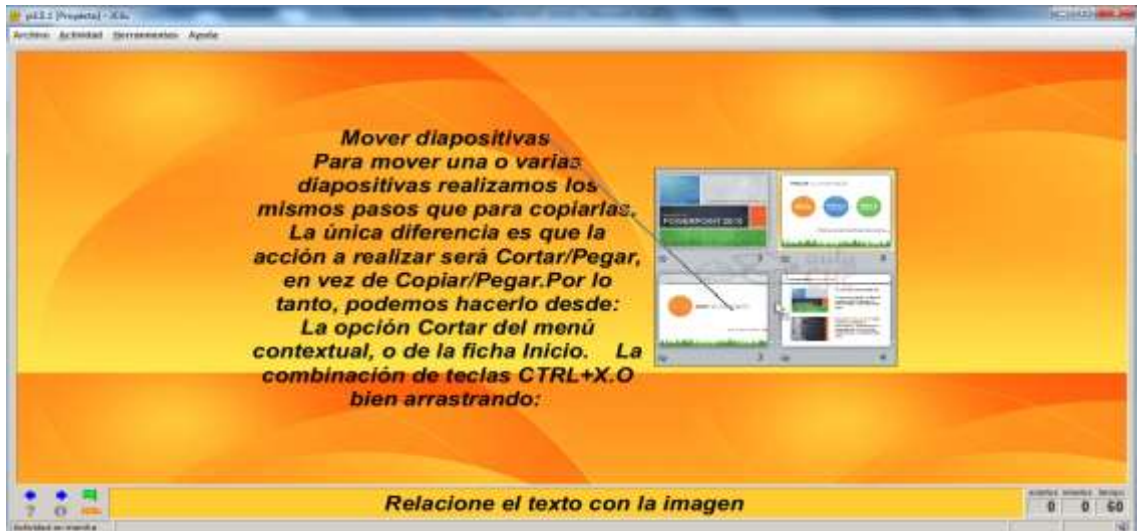 Archivo Actividad Herramientas Ayuda
Mover diapositivas
Para mover una o varias
diapositivas realizamos los
mismos pasos que para copiarlas.
La única diferencia es que la
acción a realizar será Cortar/Pegar,
en vez de Copiar/Pegar.Por lo
tanto, podemos hacerlo desde:
La opción Cortar del menú
contextual, o de la ficha Inicio. La
combinación de teclas CTRL+X.O
bien arrastrando:
POWERPOINT 2010
Relacione el texto con la imagen
0 0 60
Actividad en marcha